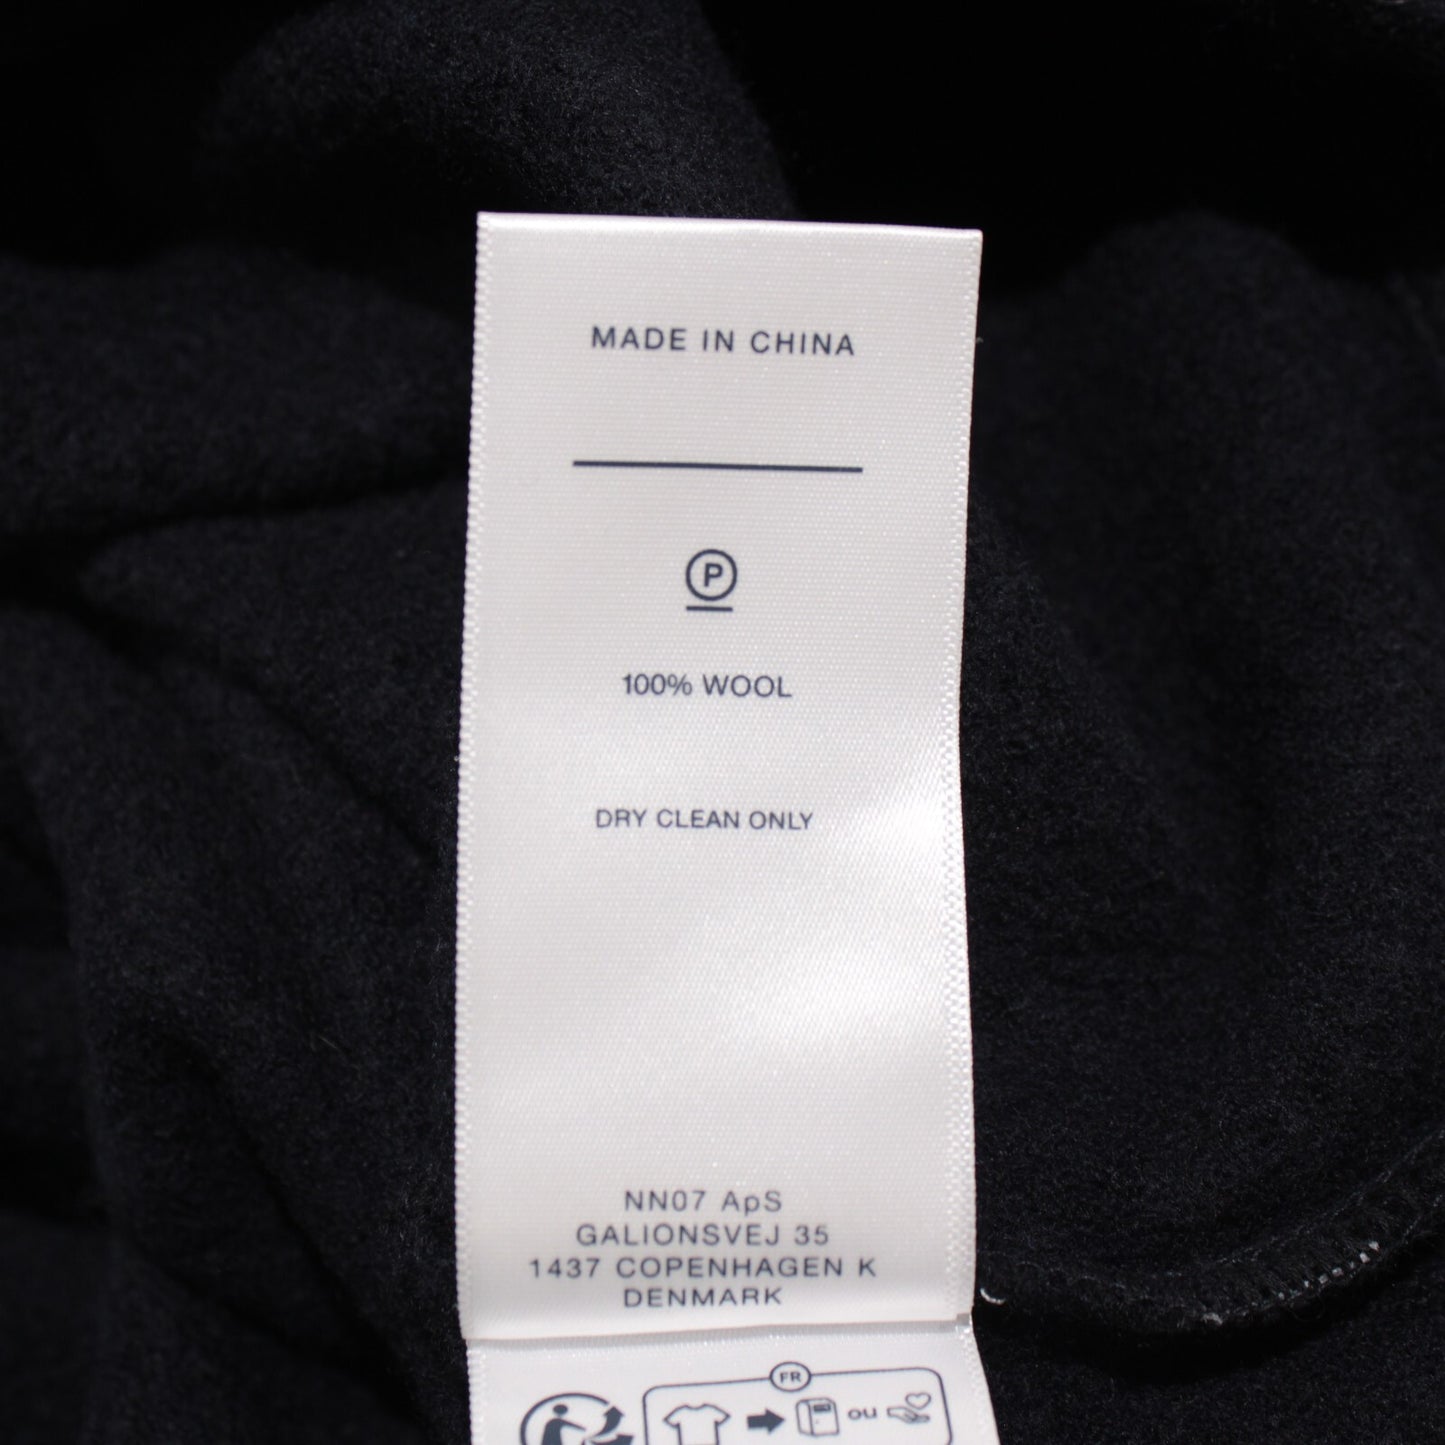 MADE IN CHINA
P
100% WOOL
DRY CLEAN ONLY
NN07 ApS
GALIONSVEJ 35
1437 COPENHAGEN K
DENMARK
FR
ou